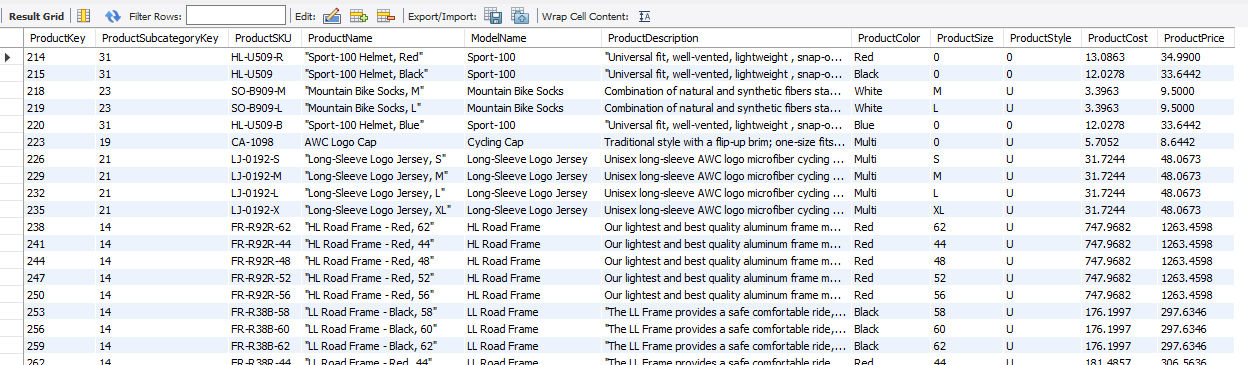 Result Grid Filter Rows: Edit: Export/Import: Wrap Cell Content:
ProductKey ProductSubcategoryKey ProductSKU ProductName ModelName ProductDescription ProductColor ProductSize ProductStyle ProductCost ProductPrice
214 31 HL-U509-R "Sport-100 Helmet, Red" Sport-100 "Universal fit, well-vented, lightweight , snap-o... Red 0 0 13.0863 34.9900
215 31 HL-U509 "Sport-100 Helmet, Black" Sport-100 "Universal fit, well-vented, lightweight , snap-o... Black 0 0 12.0278 33.6442
218 23 SO-B909-M "Mountain Bike Socks, M" Mountain Bike Socks Combination of natural and synthetic fibers sta... White M U 3.3963 9.5000
219 23 SO-B909-L "Mountain Bike Socks, L" Mountain Bike Socks Combination of natural and synthetic fibers sta... White L U 3.3963 9.5000
220 31 HL-U509-B "Sport-100 Helmet, Blue" Sport-100 "Universal fit, well-vented, lightweight , snap-o... Blue 0 0 12.0278 33.6442
223 19 CA-1098 AWC Logo Cap Cycling Cap Traditional style with a flip-up brim; one-size fits... Multi 0 U 5.7052 8.6442
226 21 LJ-0192-S "Long-Sleeve Logo Jersey, S" Long-Sleeve Logo Jersey Unisex long-sleeve AWC logo microfiber cycling ... Multi S U 31.7244 48.0673
229 21 LJ-0192-M "Long-Sleeve Logo Jersey, M" Long-Sleeve Logo Jersey Unisex long-sleeve AWC logo microfiber cycling ... Multi M U 31.7244 48.0673
232 21 LJ-0192-L "Long-Sleeve Logo Jersey, L" Long-Sleeve Logo Jersey Unisex long-sleeve AWC logo microfiber cycling ... Multi L U 31.7244 48.0673
235 21 LJ-0192-X "Long-Sleeve Logo Jersey, XL" Long-Sleeve Logo Jersey Unisex long-sleeve AWC logo microfiber cycling ... Multi XL U 31.7244 48.0673
238 14 FR-R92R-62 "HL Road Frame - Red, 62" HL Road Frame Our lightest and best quality aluminum frame m... Red 62 U 747.9682 1263.4598
241 14 FR-R92R-44 "HL Road Frame - Red, 44" HL Road Frame Our lightest and best quality aluminum frame m... Red 44 U 747.9682 1263.4598
244 14 FR-R92R-48 "HL Road Frame - Red, 48" HL Road Frame Our lightest and best quality aluminum frame m... Red 48 U 747.9682 1263.4598
247 14 FR-R92R-52 "HL Road Frame - Red, 52" HL Road Frame Our lightest and best quality aluminum frame m... Red 52 U 747.9682 1263.4598
250 14 FR-R92R-56 "HL Road Frame - Red, 56" HL Road Frame Our lightest and best quality aluminum frame m... Red 56 U 747.9682 1263.4598
253 14 FR-R38B-58 "LL Road Frame - Black, 58" LL Road Frame "The LL Frame provides a safe comfortable ride,... Black 58 U 176.1997 297.6346
256 14 FR-R38B-60 "LL Road Frame - Black, 60" LL Road Frame "The LL Frame provides a safe comfortable ride,... Black 60 U 176.1997 297.6346
259 14 FR-R38B-62 "LL Road Frame - Black, 62" LL Road Frame "The LL Frame provides a safe comfortable ride,... Black 62 U 176.1997 297.6346
262 14 FR-R38R-44 "LL Road Frame - Red, 44" LL Road Frame "The LL Frame provides a safe comfortable ride,... Red 44 U 181.4857 306.5636